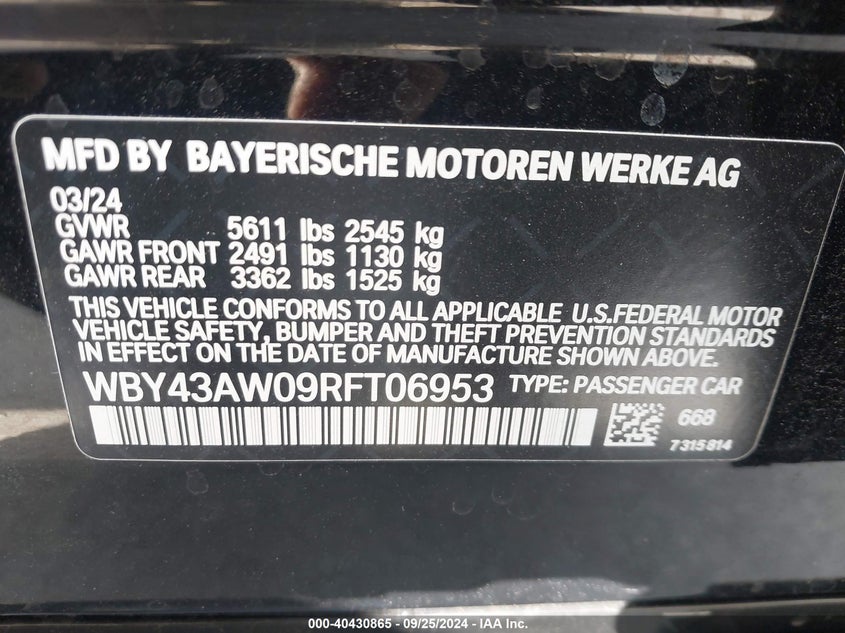 MFD BY BAYERISCHE MOTOREN WERKE AG
03/24
GVWR 5611 lbs 2545 kg
GAWR FRONT 2491 lbs 1130 kg
GAWR REAR 3362 lbs 1525 kg
THIS VEHICLE CONFORMS TO ALL APPLICABLE U.S.FEDERAL MOTOR
VEHICLE SAFETY, BUMPER AND THEFT PREVENTION STANDARDS
IN EFFECT ON THE DATE OF MANUFACTURE SHOWN ABOVE.
WBY43AW09RFT06953 TYPE: PASSENGER CAR
668
7315814
000-40430865 - 09/25/2024 - IAA Inc.